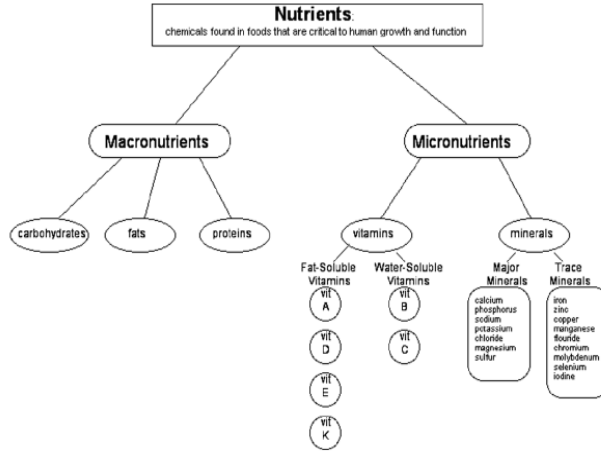 Nutrients:
chemicals found in foods that are critical to human growth and function
Macronutrients
Micronutrients
carbohydrates
fats
proteins
vitamins
minerals
Fat-Soluble
Vitamins
vit
A
vit
D
vit
E
vit
K
Water-Soluble
Vitamins
vit
B
vit
C
Major
Minerals
calcium
phosphorus
sodium
potassium
chloride
magnesium
sulfur
Trace
Minerals
iron
zinc
copper
manganese
flouride
chromium
molybdenum
selenium
iodine